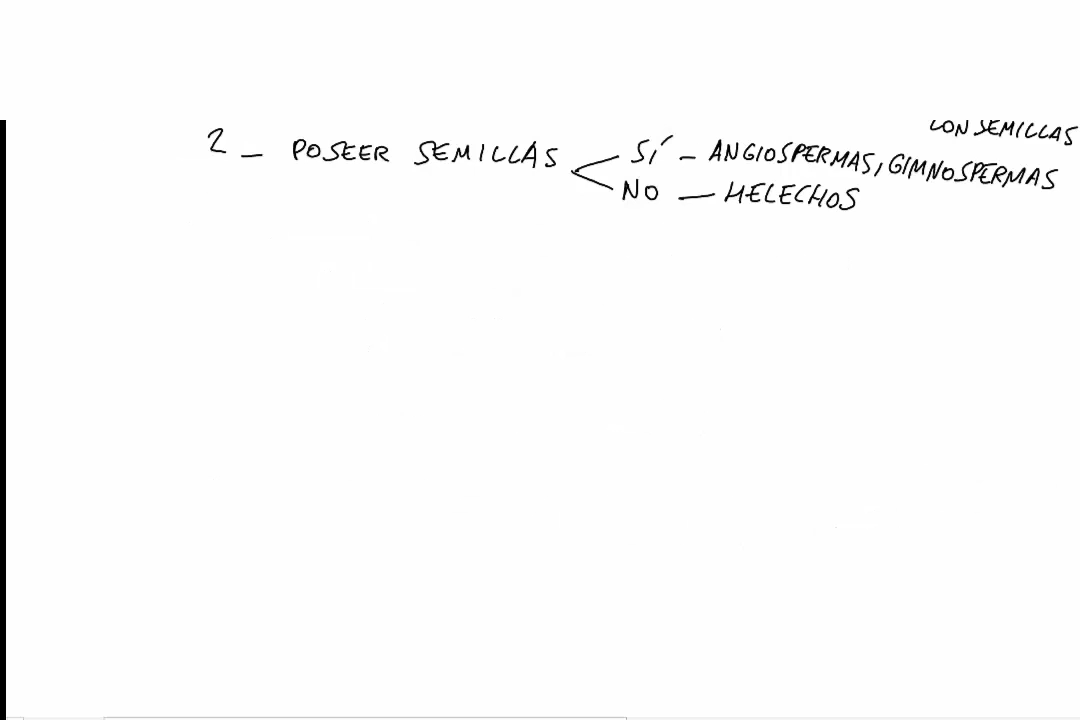 CON SEMILLAS
2 - POSEER SEMILLAS < SÍ - ANGIOSPERMAS, GIMNOSPERMAS
NO - HELECHOS